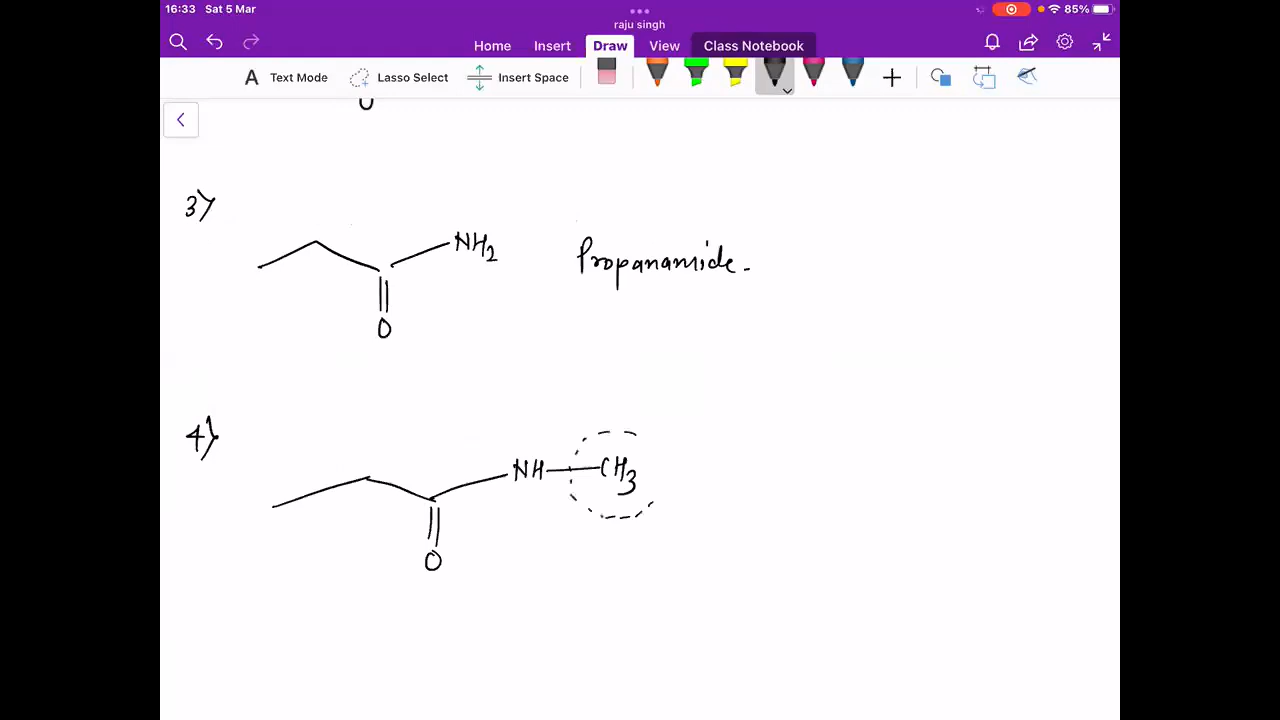 16:33 Sat 5 Mar
85%
raju singh
Home Insert Draw View Class Notebook
A Text Mode Lasso Select Insert Space
3)
NH2
Propanamide.
O
4)
NH CH3
O